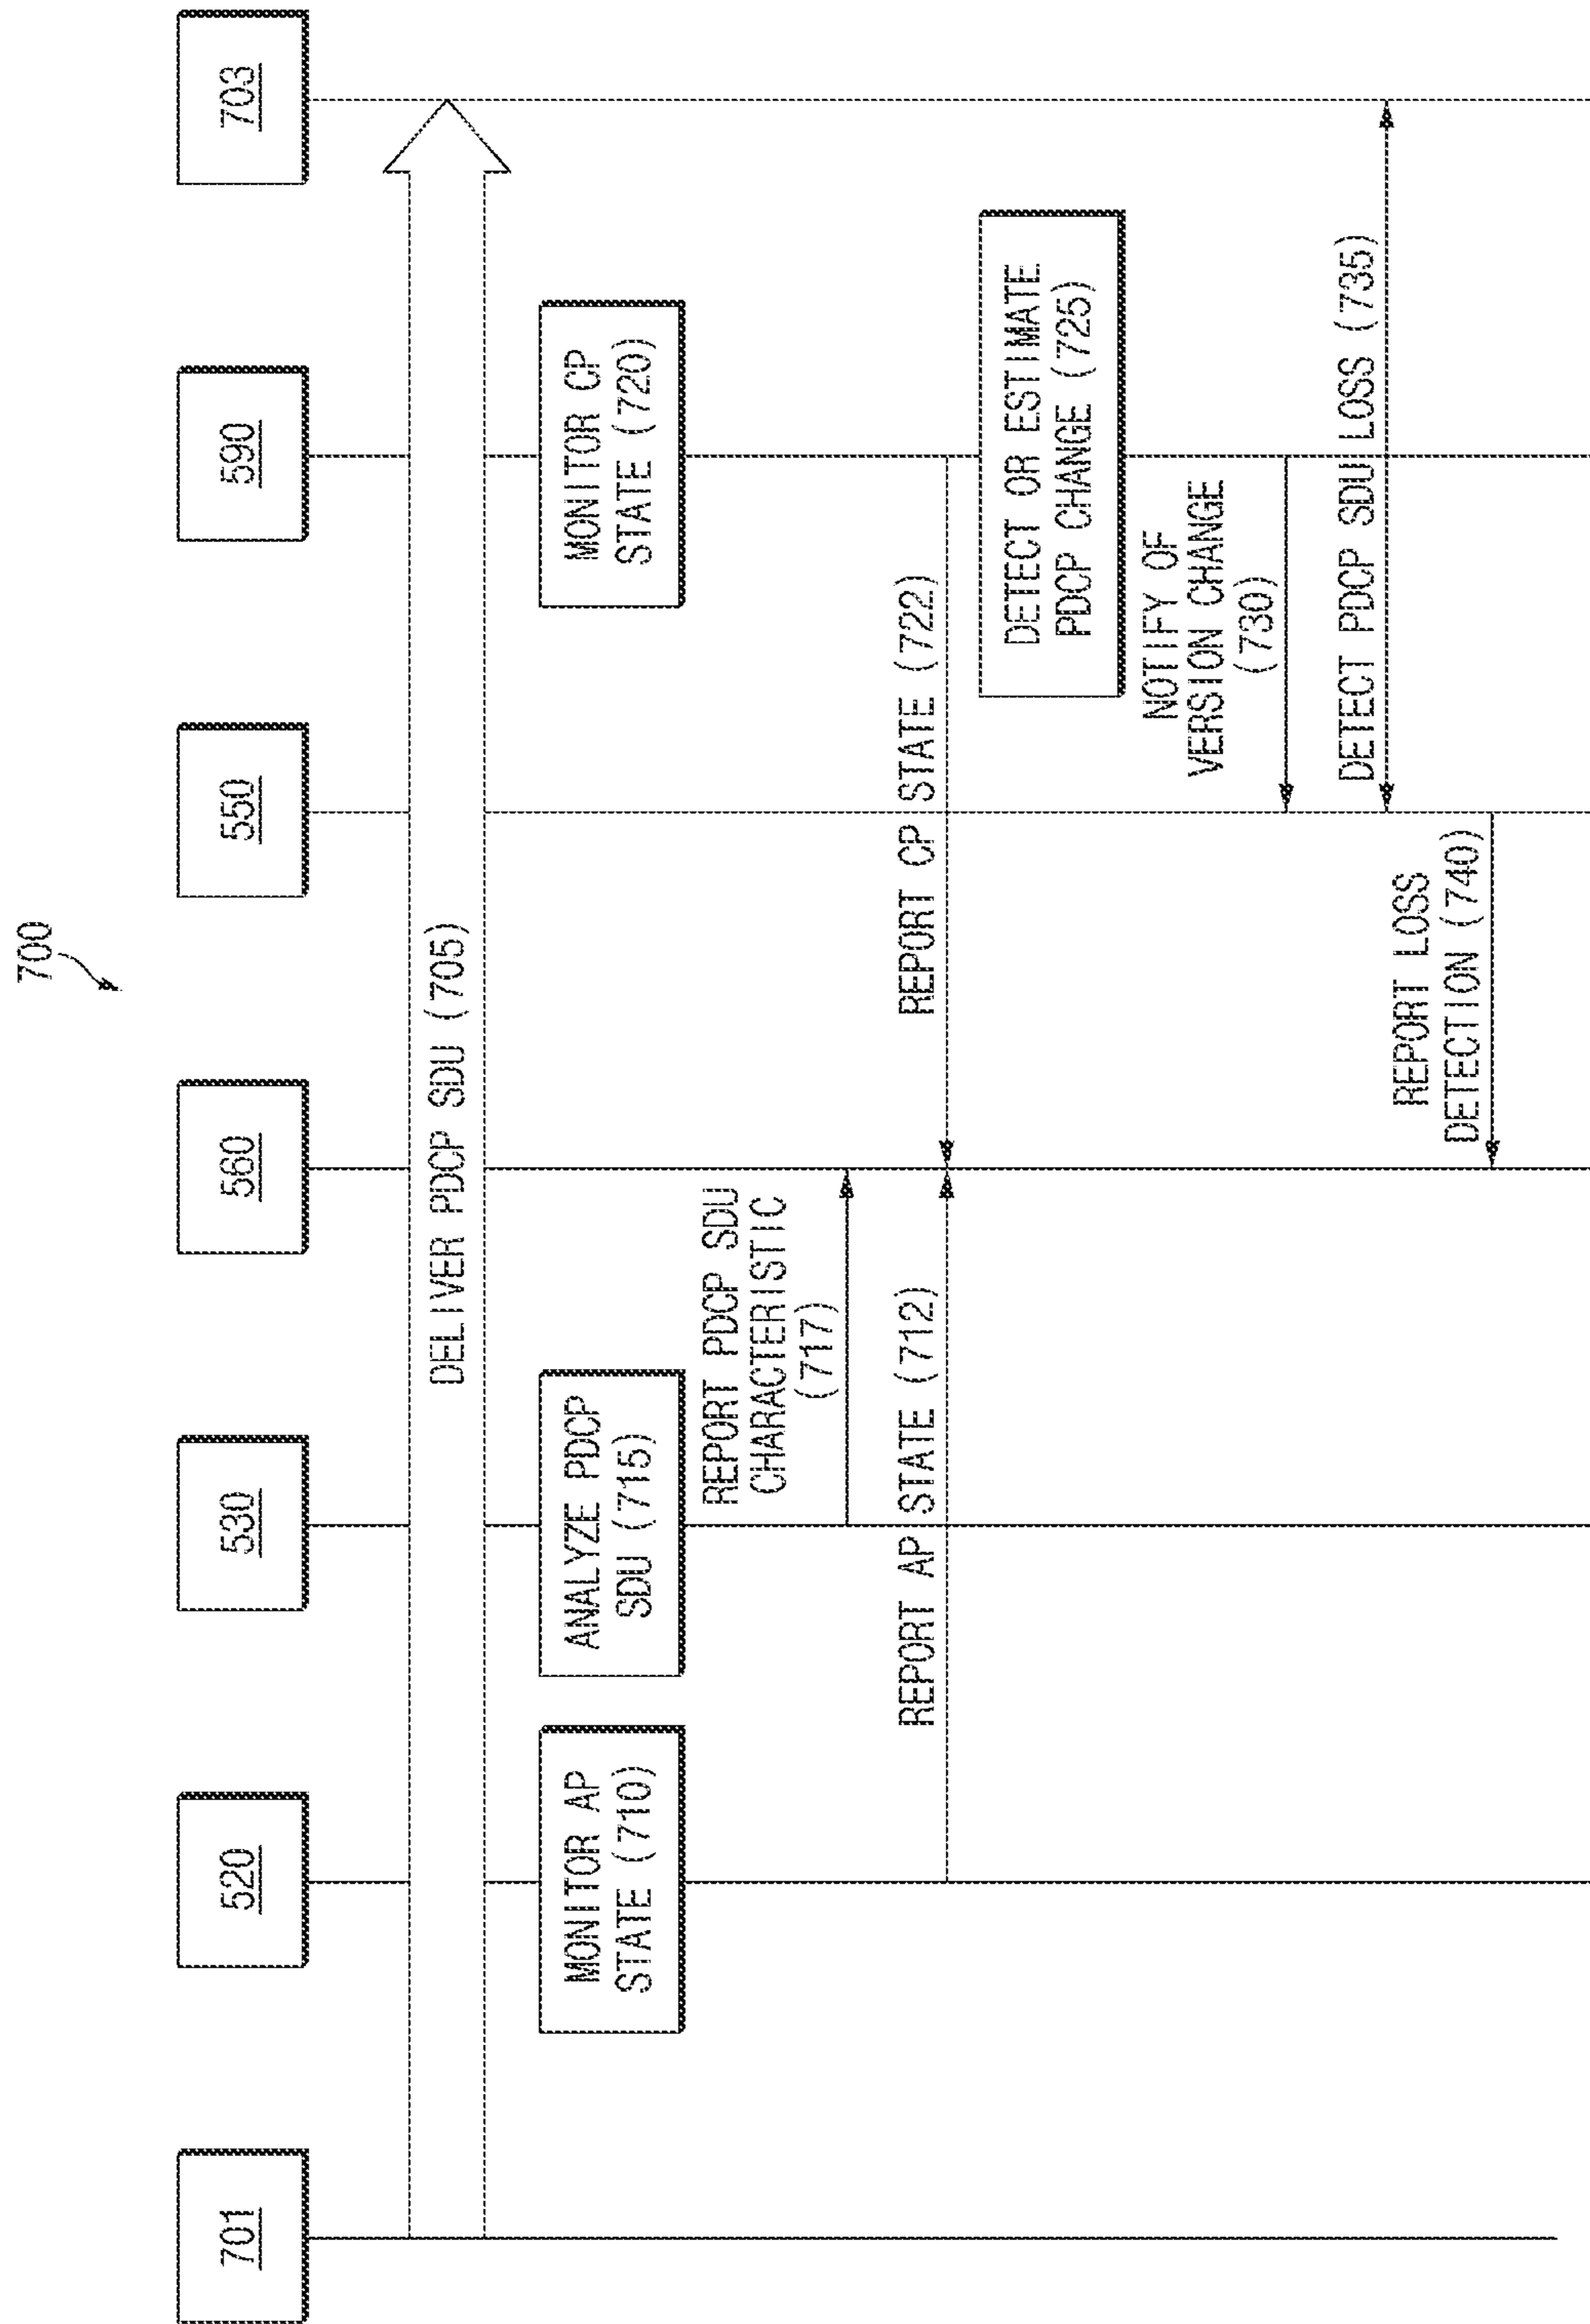 700
701
520
530
560
550
590
703
DELIVER PDCP SDU (705)
MONITOR AP
STATE (710)
ANALYZE PDCP
SDU (715)
MONITOR CP
STATE (720)
REPORT PDCP SDU
CHARACTERISTIC
(717)
REPORT AP STATE (712)
REPORT CP STATE (722)
DETECT OR ESTIMATE
PDCP CHANGE (725)
NOTIFY OF
VERSION CHANGE
(730)
DETECT PDCP SDU LOSS (735)
REPORT LOSS
DETECTION (740)